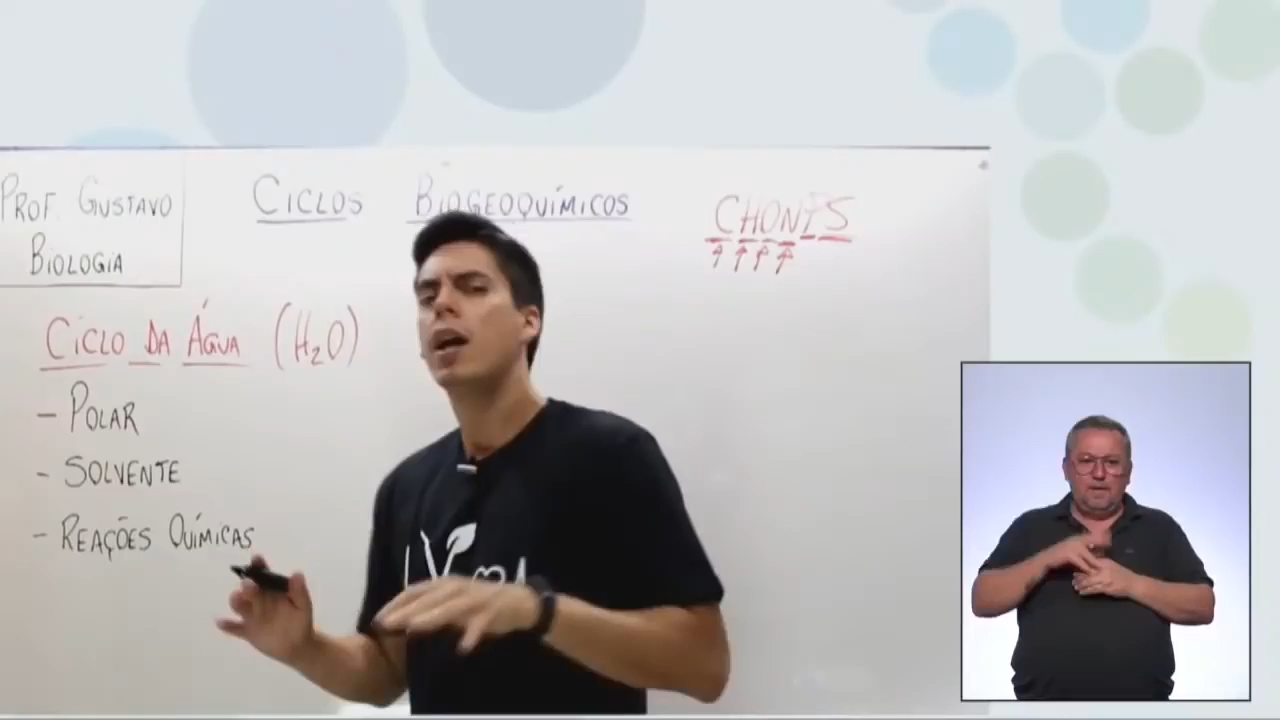 PROF. GUSTAVO
BIOLOGIA
CICLOS BIOGEOQUÍMICOS
CHONPS
CICLO DA ÁGUA (H₂O)
- POLAR
- SOLVENTE
- REAÇÕES QUÍMICAS